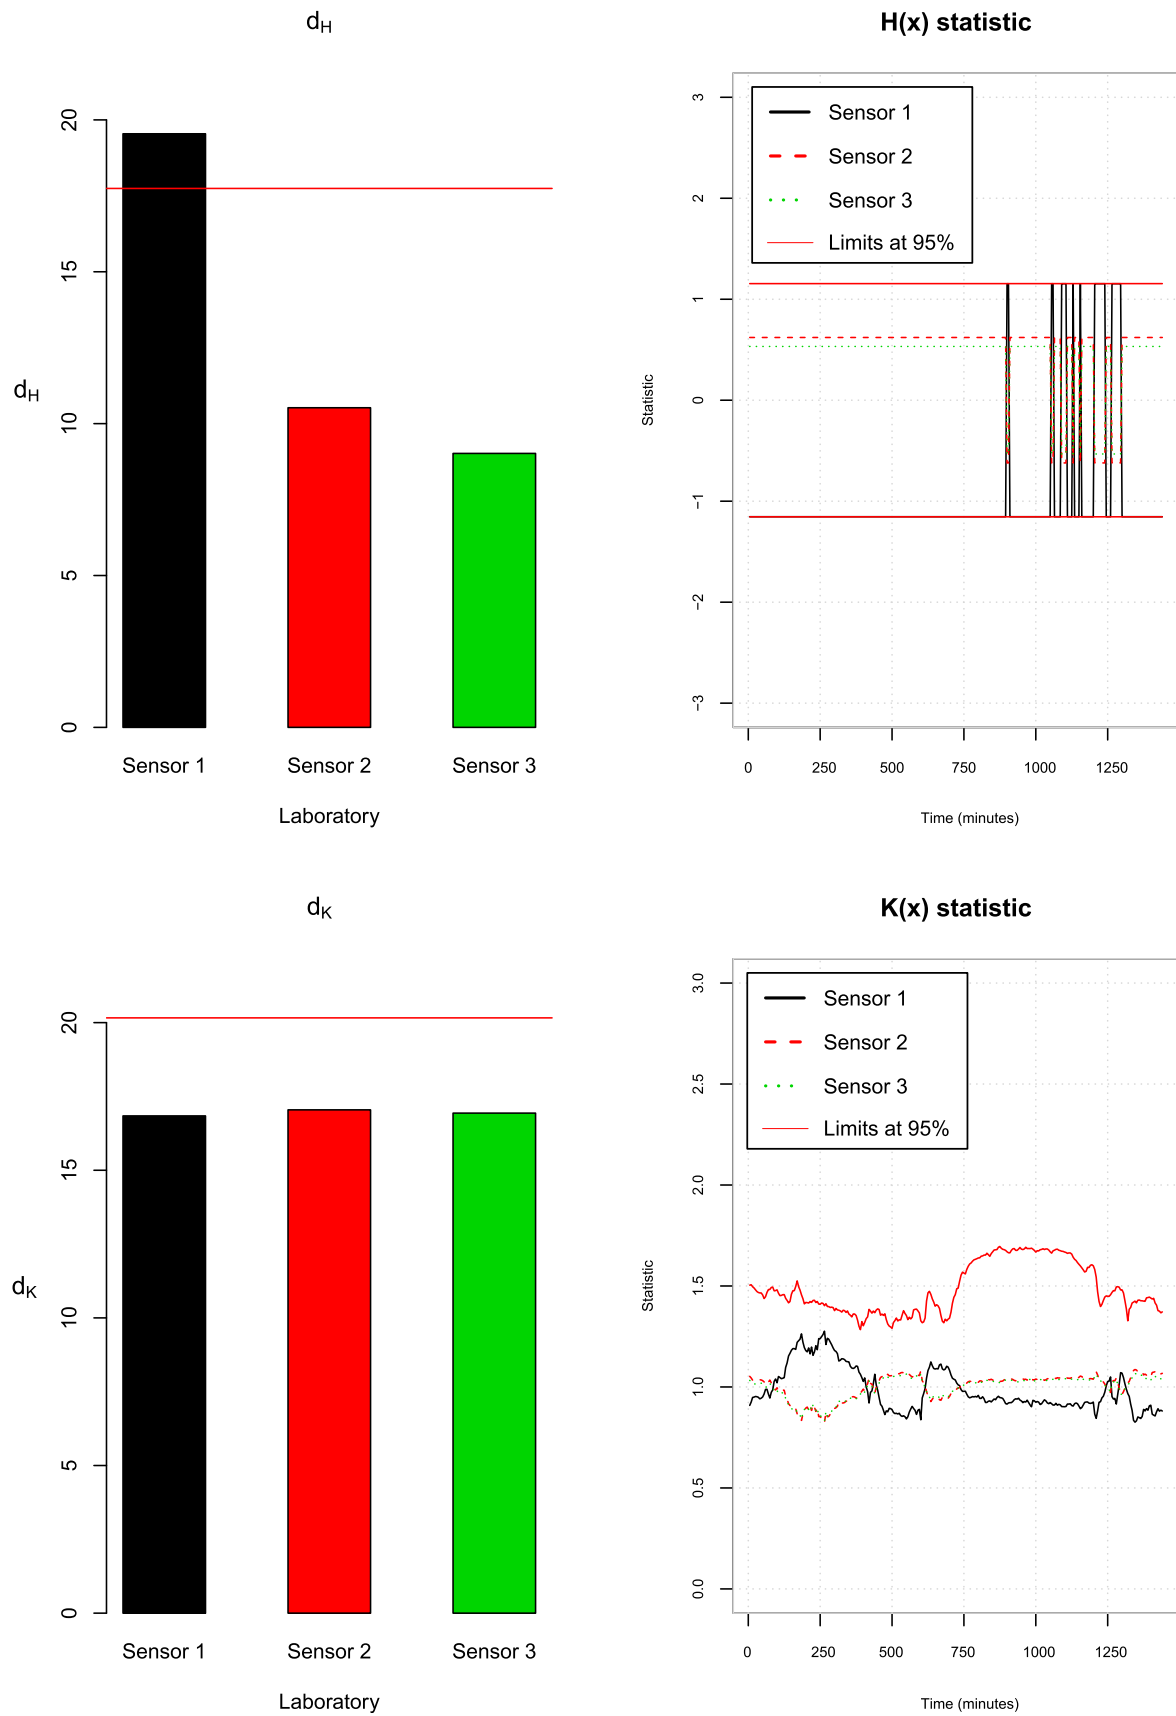 d_H
20
15
10
5
0
d_H
Sensor 1 Sensor 2 Sensor 3
Laboratory
H(x) statistic
3
2
1
0
−1
−2
−3
Statistic
Sensor 1
Sensor 2
Sensor 3
Limits at 95%
0 250 500 750 1000 1250
Time (minutes)
d_K
20
15
10
5
0
d_K
Sensor 1 Sensor 2 Sensor 3
Laboratory
K(x) statistic
3.0
2.5
2.0
1.5
1.0
0.5
0.0
Statistic
Sensor 1
Sensor 2
Sensor 3
Limits at 95%
0 250 500 750 1000 1250
Time (minutes)